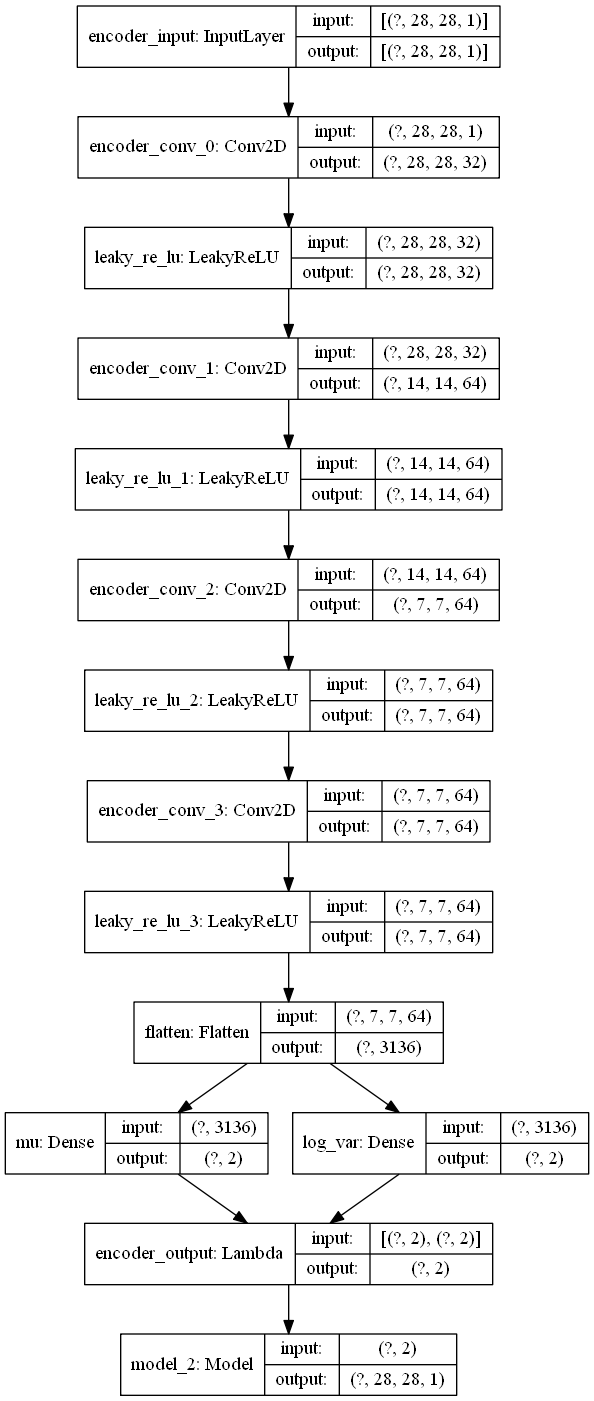 encoder_input: InputLayer
input: [(?, 28, 28, 1)]
output: [(?, 28, 28, 1)]
encoder_conv_0: Conv2D
input: (?, 28, 28, 1)
output: (?, 28, 28, 32)
leaky_re_lu: LeakyReLU
input: (?, 28, 28, 32)
output: (?, 28, 28, 32)
encoder_conv_1: Conv2D
input: (?, 28, 28, 32)
output: (?, 14, 14, 64)
leaky_re_lu_1: LeakyReLU
input: (?, 14, 14, 64)
output: (?, 14, 14, 64)
encoder_conv_2: Conv2D
input: (?, 14, 14, 64)
output: (?, 7, 7, 64)
leaky_re_lu_2: LeakyReLU
input: (?, 7, 7, 64)
output: (?, 7, 7, 64)
encoder_conv_3: Conv2D
input: (?, 7, 7, 64)
output: (?, 7, 7, 64)
leaky_re_lu_3: LeakyReLU
input: (?, 7, 7, 64)
output: (?, 7, 7, 64)
flatten: Flatten
input: (?, 7, 7, 64)
output: (?, 3136)
mu: Dense
input: (?, 3136)
output: (?, 2)
log_var: Dense
input: (?, 3136)
output: (?, 2)
encoder_output: Lambda
input: [(?, 2), (?, 2)]
output: (?, 2)
model_2: Model
input: (?, 2)
output: (?, 28, 28, 1)